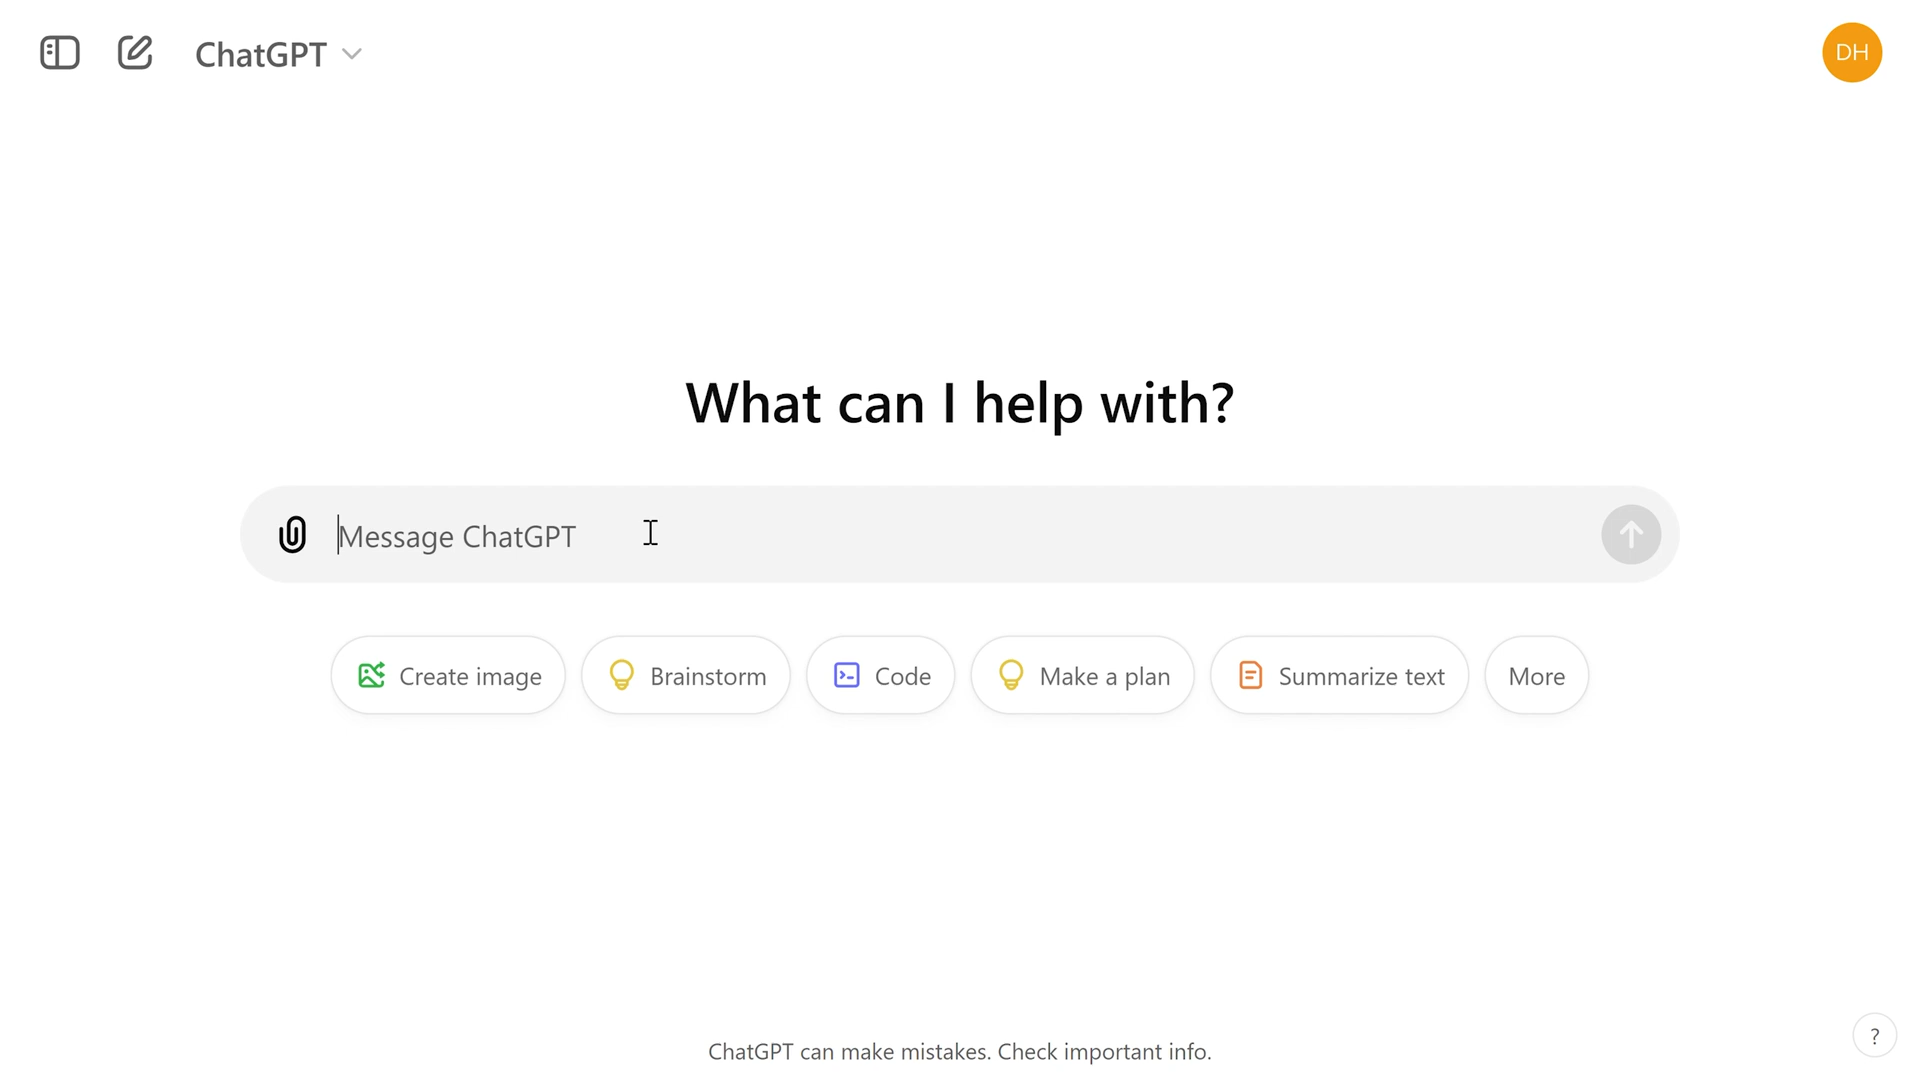 ChatGPT
DH
What can I help with?
Message ChatGPT
Create image
Brainstorm
Code
Make a plan
Summarize text
More
ChatGPT can make mistakes. Check important info.
?